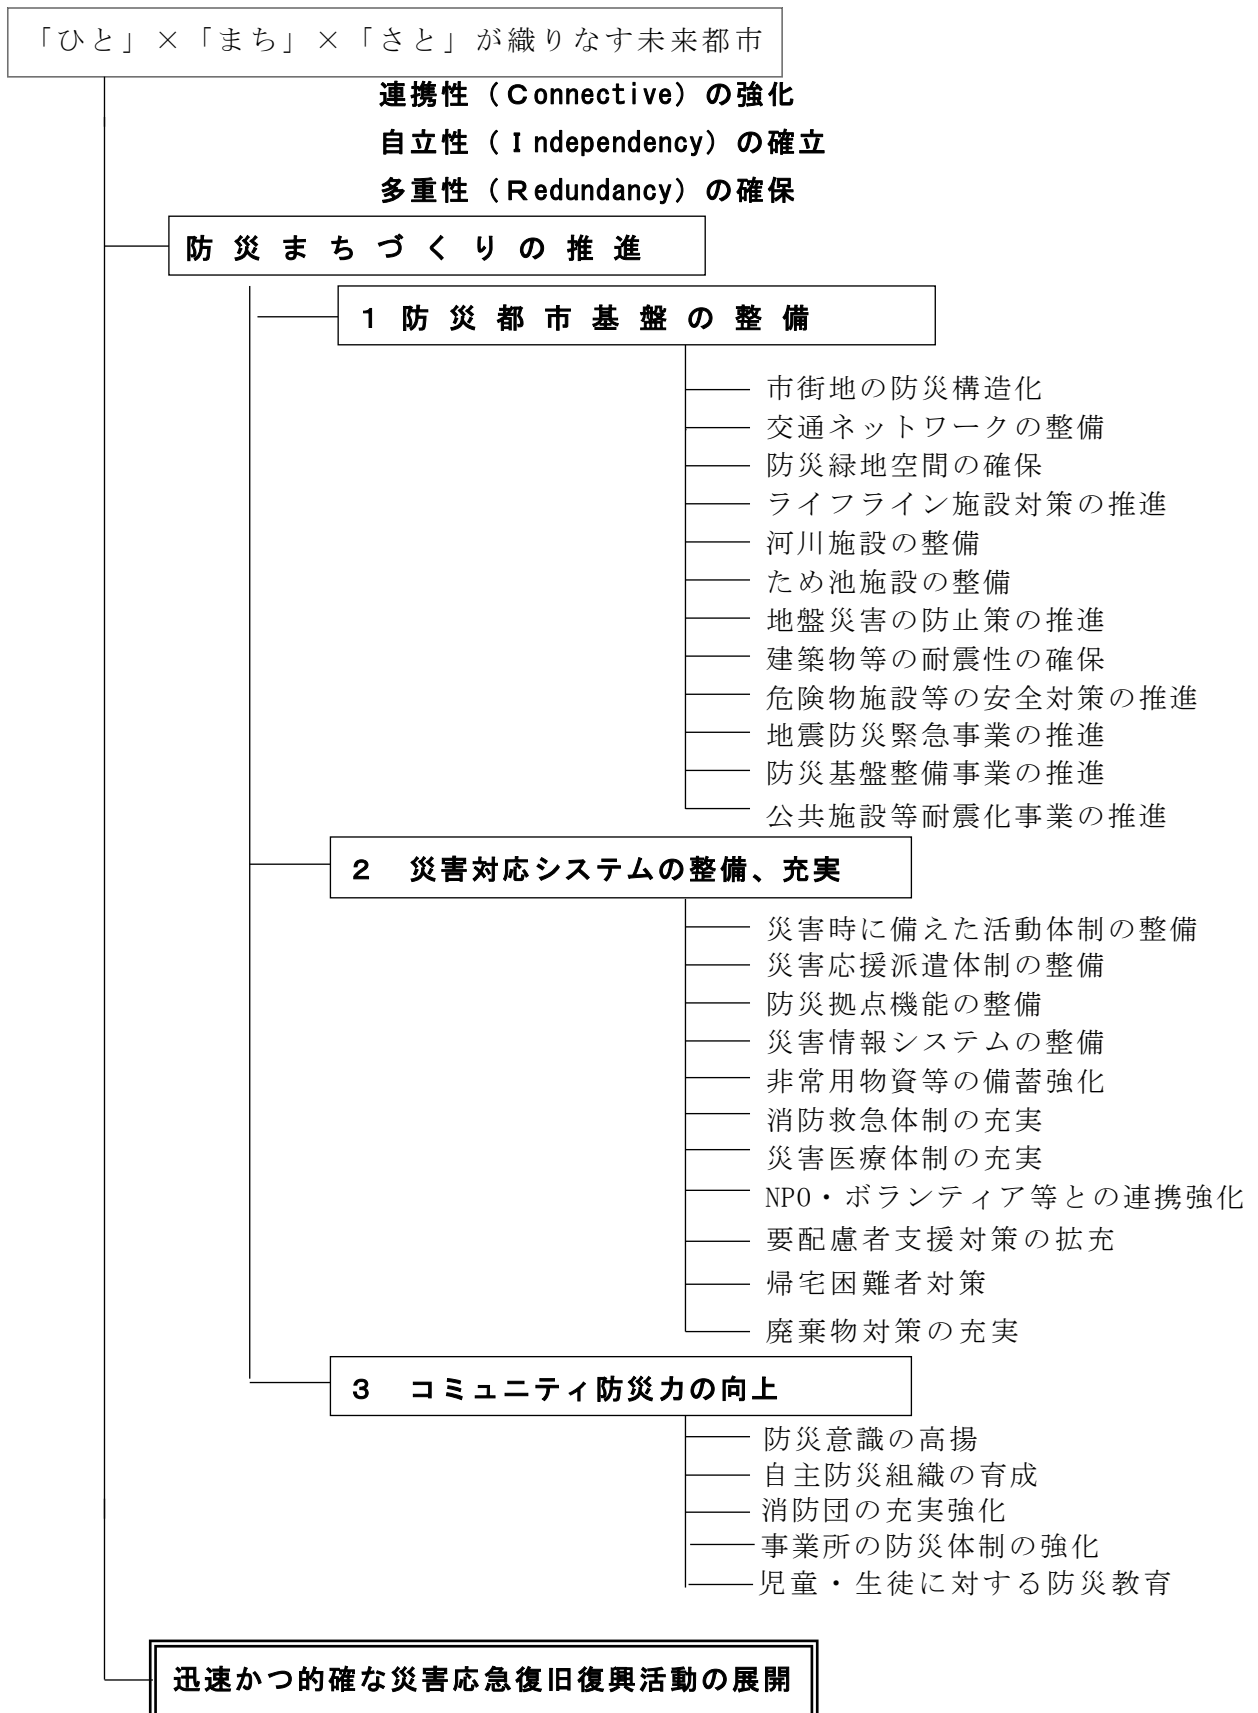 「ひと」×「まち」×「さと」が織りなす未来都市
連携性（Ｃonnective）の強化
自立性（Ｉndependency）の確立
多重性（Ｒedundancy）の確保
防災まちづくりの推進
１防災都市基盤の整備
市街地の防災構造化
交通ネットワークの整備
防災緑地空間の確保
ライフライン施設対策の推進
河川施設の整備
ため池施設の整備
地盤災害の防止策の推進
建築物等の耐震性の確保
危険物施設等の安全対策の推進
地震防災緊急事業の推進
防災基盤整備事業の推進
公共施設等耐震化事業の推進
２　災害対応システムの整備、充実
災害時に備えた活動体制の整備
災害応援派遣体制の整備
防災拠点機能の整備
災害情報システムの整備
非常用物資等の備蓄強化
消防救急体制の充実
災害医療体制の充実
NPO・ボランティア等との連携強化
要配慮者支援対策の拡充
帰宅困難者対策
廃棄物対策の充実
３　コミュニティ防災力の向上
防災意識の高揚
自主防災組織の育成
消防団の充実強化
事業所の防災体制の強化
児童・生徒に対する防災教育
迅速かつ的確な災害応急復旧復興活動の展開